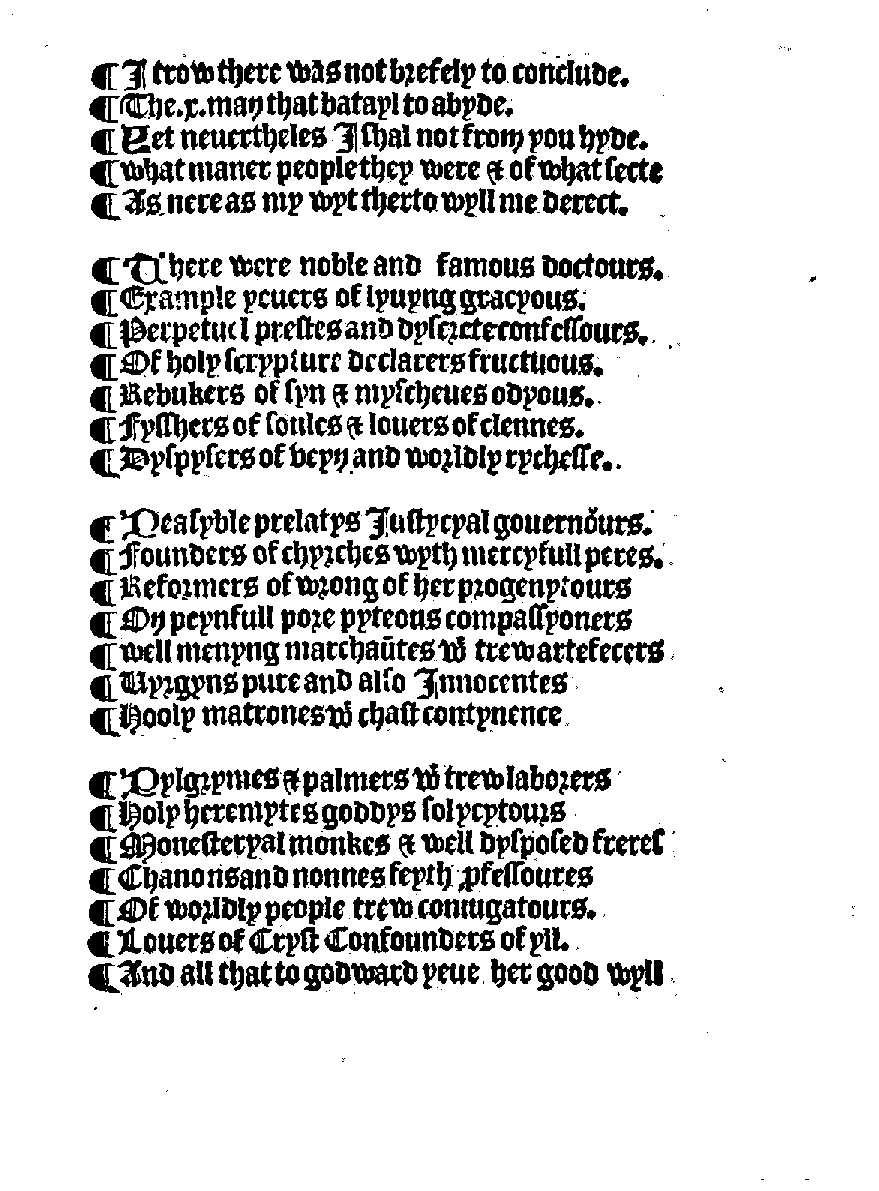 ¶ I trow there was not brefely to conclude.
¶ The .x. man that batayl to abyde.
¶ Yet neuertheles I shal not from you hyde.
¶ what maner people they were & of what secte
¶ As nere as my wyt therto wyll me derect.

¶ There were noble and famous doctours.
¶ Example yeuers of lyuyng gracyous.
¶ Perpetuel prestes and dyscrete confessours.
¶ Of holy scrypture declarers fructuous.
¶ Rebukers of syn & myscheues odyous.
¶ Fysshers of soules & louers of clennes.
¶ Dyspysers of veyn and worldly rychesse.

¶ Peasyble prelatys Justycyal gouernours.
¶ Founders of chyrches wyth mercyfull peres.
¶ Reformers of wrong of her progenytours
¶ On peynfull pore pyteous compassyoners
¶ well menyng marchaūtes wt trew artefecers
¶ Uyrgyns pure and also Innocentes
¶ Hooly matrones wt chast contynence

¶ Pylgrymes & palmers wt trew laborers
¶ Holy heremytes goddys solycytours
¶ Monesteryal monkes & well dysposed freres
¶ Chanons and nonnes feyth ꝓfessoures
¶ Of worldly people trew coniugatours.
¶ Louers of Cryst Confounders of yll.
¶ And all that to godward yeue her good wyll